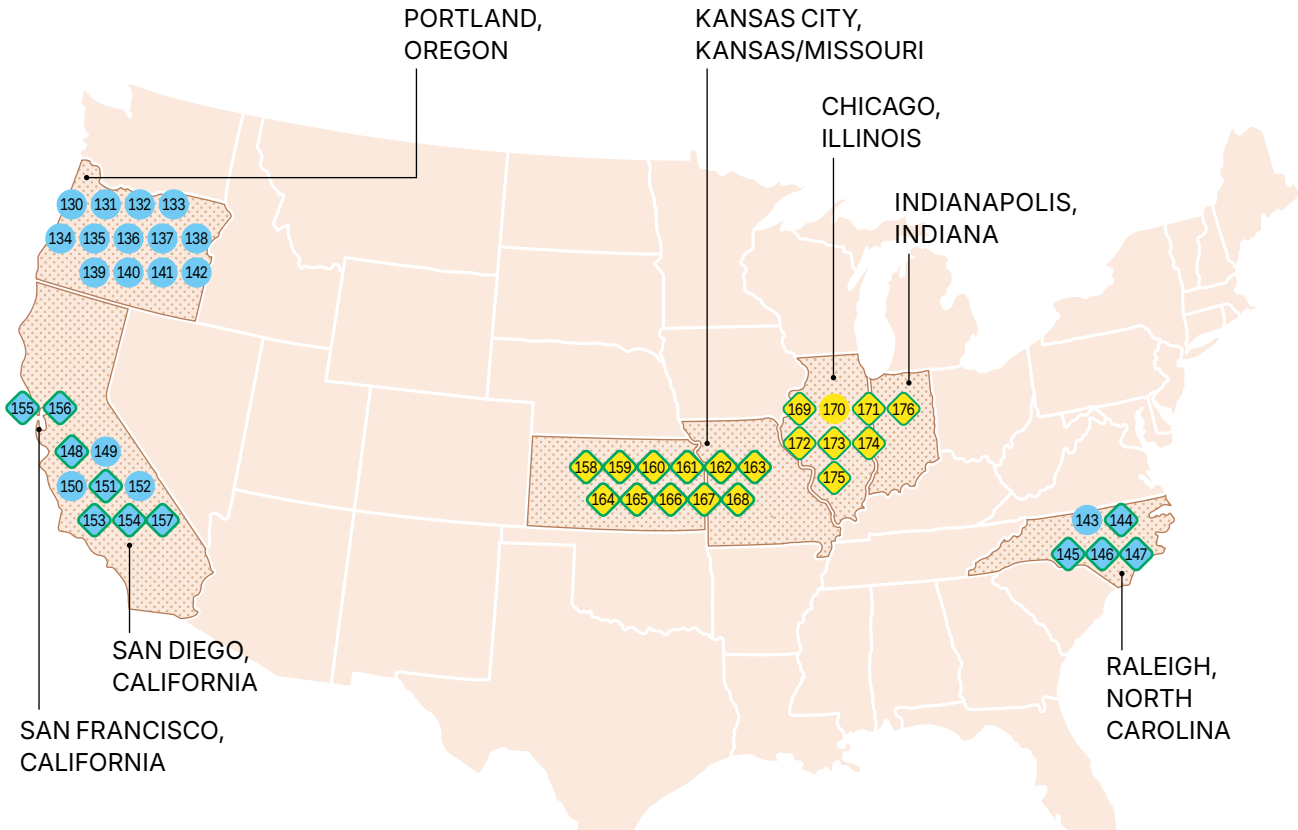 PORTLAND,
OREGON
KANSAS CITY,
KANSAS/MISSOURI
CHICAGO,
ILLINOIS
INDIANAPOLIS,
INDIANA
130 131 132 133
134 135 136 137 138
139 140 141 142
155 156
148 149
150 151 152
153 154 157
158 159 160 161 162 163
164 165 166 167 168
169 170 171 176
172 173 174
175
143 144
145 146 147
SAN DIEGO,
CALIFORNIA
SAN FRANCISCO,
CALIFORNIA
RALEIGH,
NORTH
CAROLINA